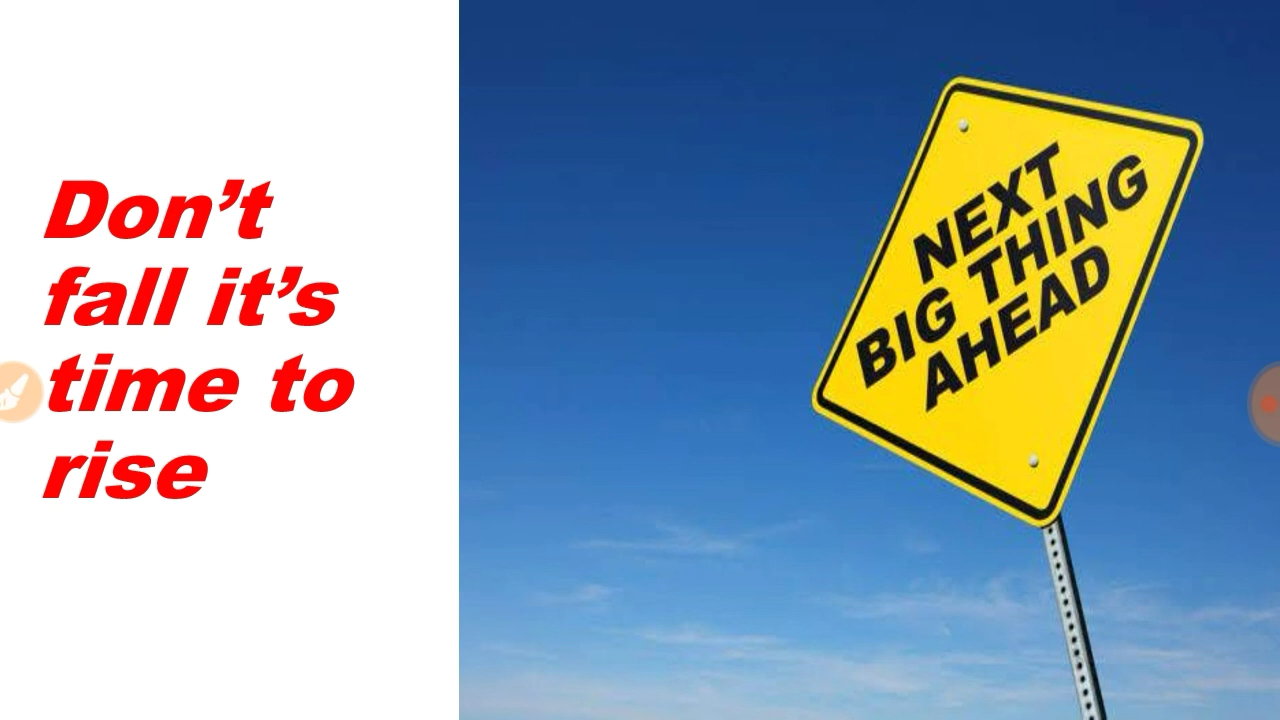 Don’t
fall it’s
time to
rise
NEXT
BIG THING
AHEAD